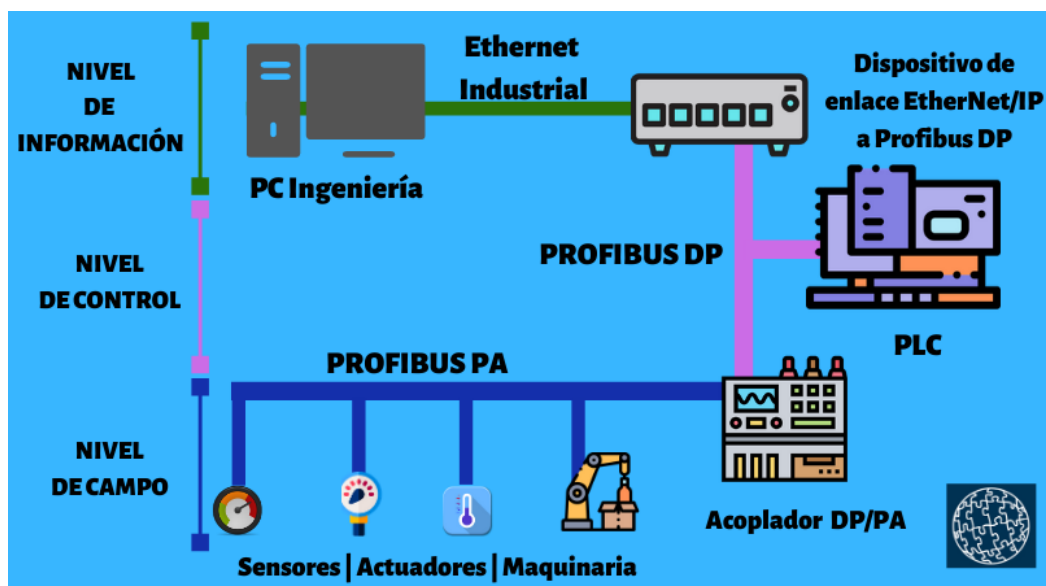 NIVEL
DE
INFORMACIÓN
Ethernet
Industrial
PC Ingeniería
Dispositivo de
enlace EtherNet/IP
a Profibus DP
NIVEL
DE CONTROL
PROFIBUS DP
PLC
PROFIBUS PA
NIVEL
DE CAMPO
Acoplador DP/PA
Sensores | Actuadores | Maquinaria